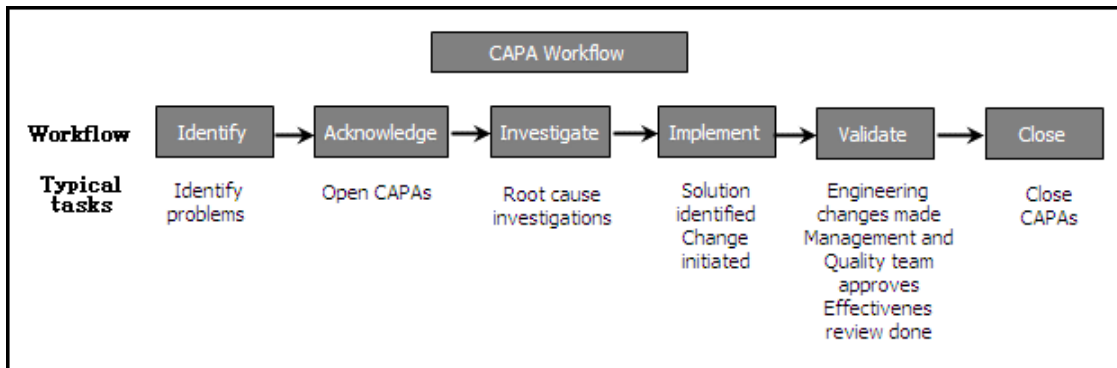 CAPA Workflow
Workflow
Identify
Acknowledge
Investigate
Implement
Validate
Close
Typical
tasks
Identify
problems
Open CAPAs
Root cause
investigations
Solution
identified
Change
initiated
Engineering
changes made
Management and
Quality team
approves
Effectivenes
review done
Close
CAPAs